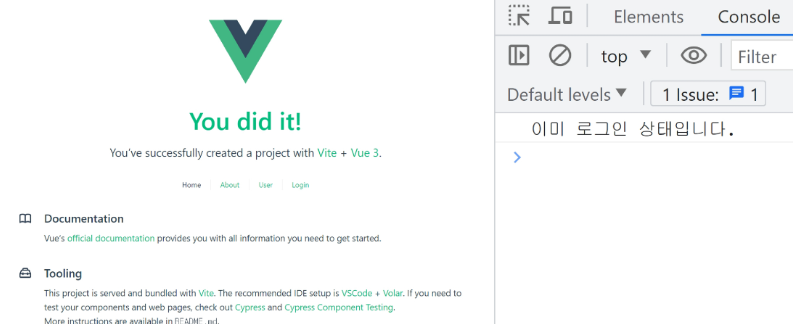 You did it!
You've successfully created a project with Vite + Vue 3.
Home About User Login
Documentation
Vue's official documentation provides you with all information you need to get started.
Tooling
This project is served and bundled with Vite. The recommended IDE setup is VSCode + Volar. If you need to
test your components and web pages, check out Cypress and Cypress Component Testing.
More instructions are available in README.md.
Elements Console
top Filter
Default levels 1 Issue: 1
이미 로그인 상태입니다.